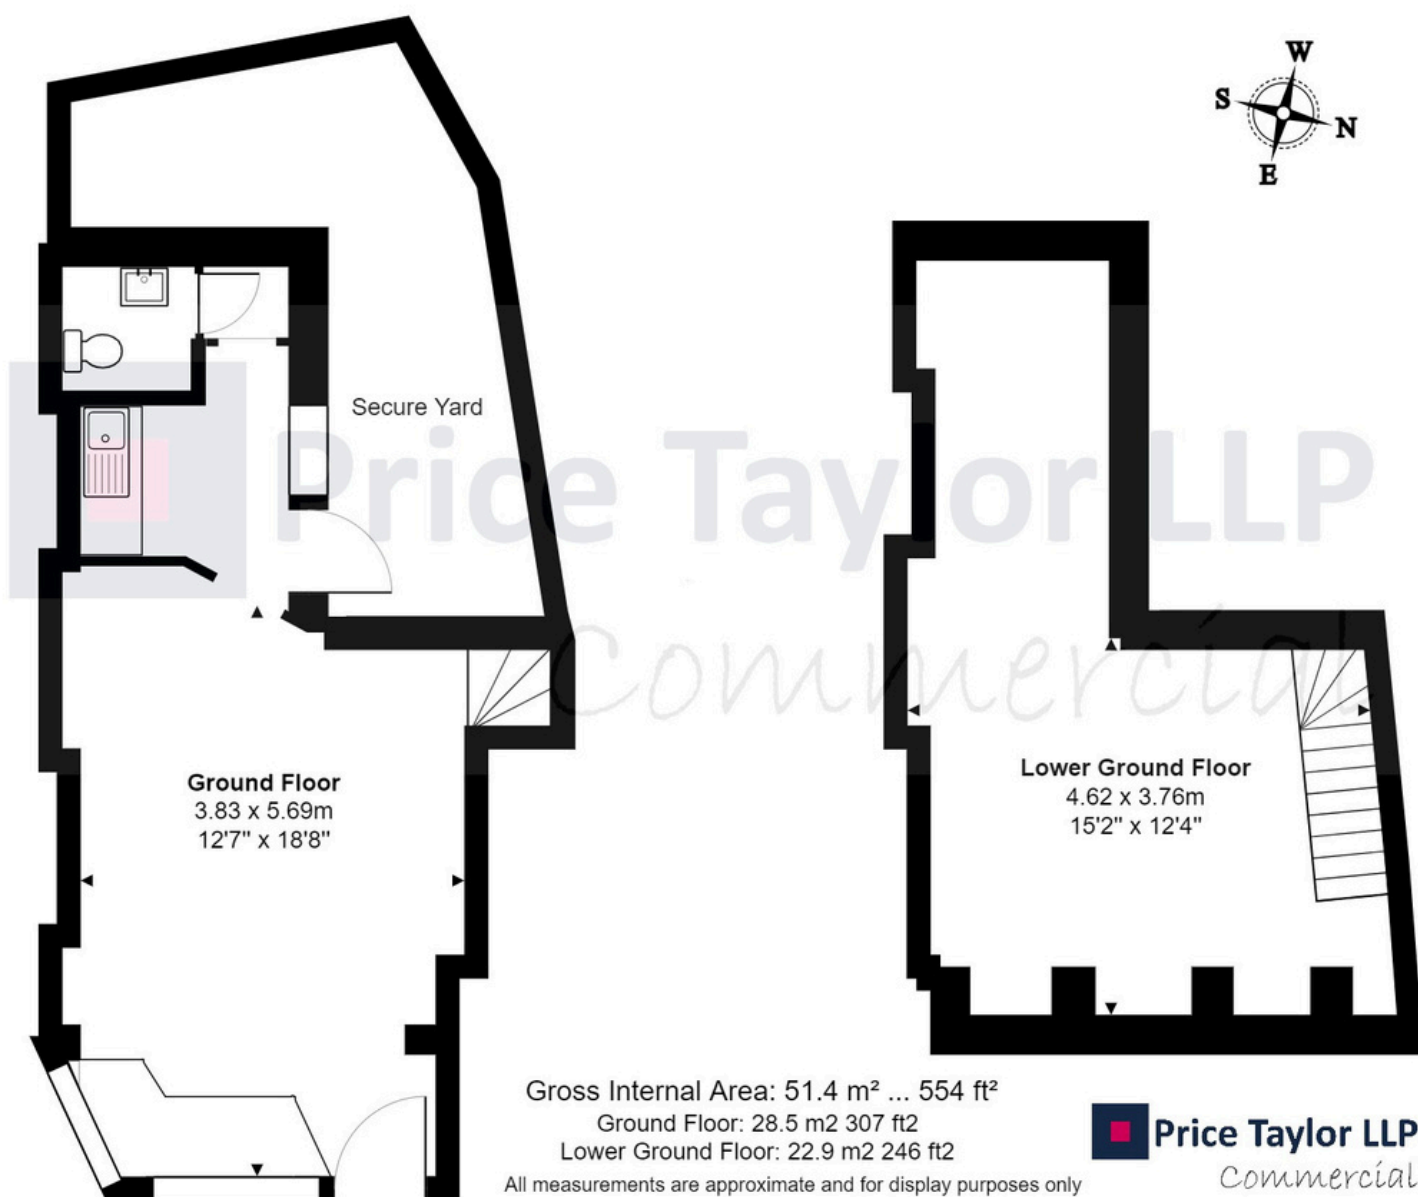 W
S
N
E
Secure Yard
Price Taylor LLP
Commercial
Ground Floor
3.83 x 5.69m
12'7" x 18'8"
Lower Ground Floor
4.62 x 3.76m
15'2" x 12'4"
Gross Internal Area: 51.4 m² ... 554 ft²
Ground Floor: 28.5 m2 307 ft2
Lower Ground Floor: 22.9 m2 246 ft2
All measurements are approximate and for display purposes only
Price Taylor LLP
Commercial